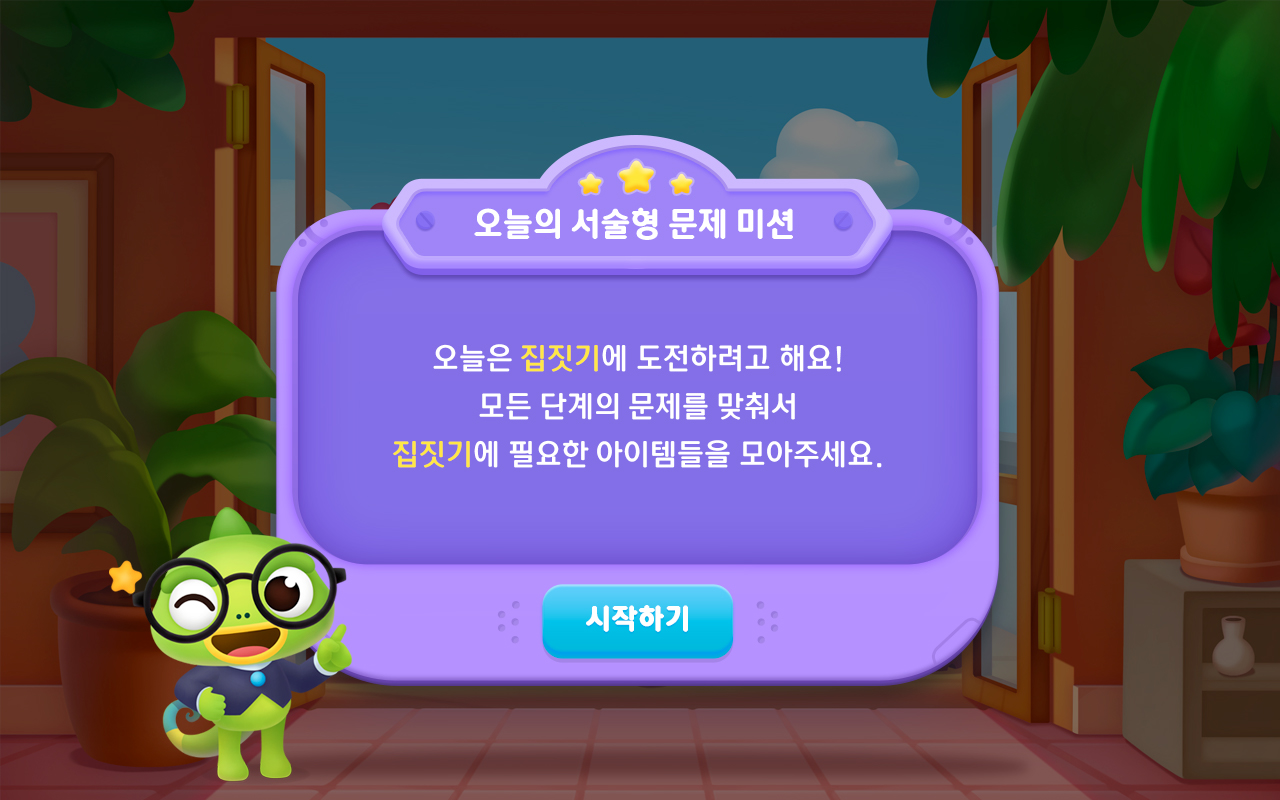 오늘의 서술형 문제 미션
오늘은 집짓기에 도전하려고 해요!
모든 단계의 문제를 맞춰서
집짓기에 필요한 아이템들을 모아주세요.
시작하기